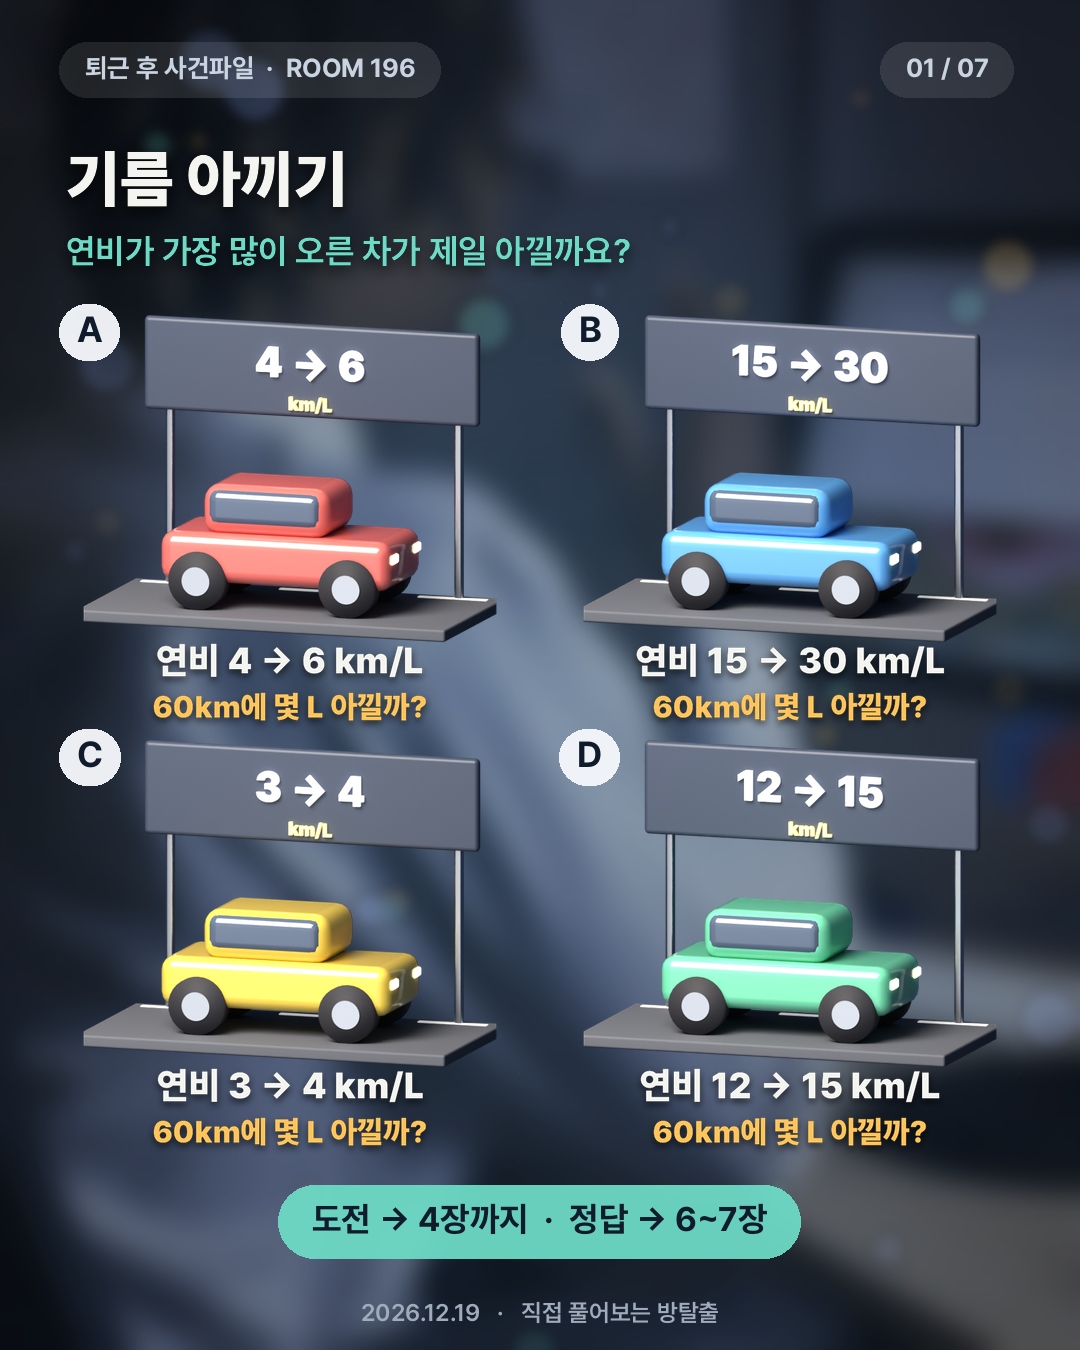 퇴근 후 사건파일 · ROOM 196
01 / 07
기름 아끼기
연비가 가장 많이 오른 차가 제일 아낄까요?
A
4 → 6
km/L
연비 4 → 6 km/L
60km에 몇 L 아낄까?
B
15 → 30
km/L
연비 15 → 30 km/L
60km에 몇 L 아낄까?
C
3 → 4
km/L
연비 3 → 4 km/L
60km에 몇 L 아낄까?
D
12 → 15
km/L
연비 12 → 15 km/L
60km에 몇 L 아낄까?
도전 → 4장까지 · 정답 → 6~7장
2026.12.19 · 직접 풀어보는 방탈출